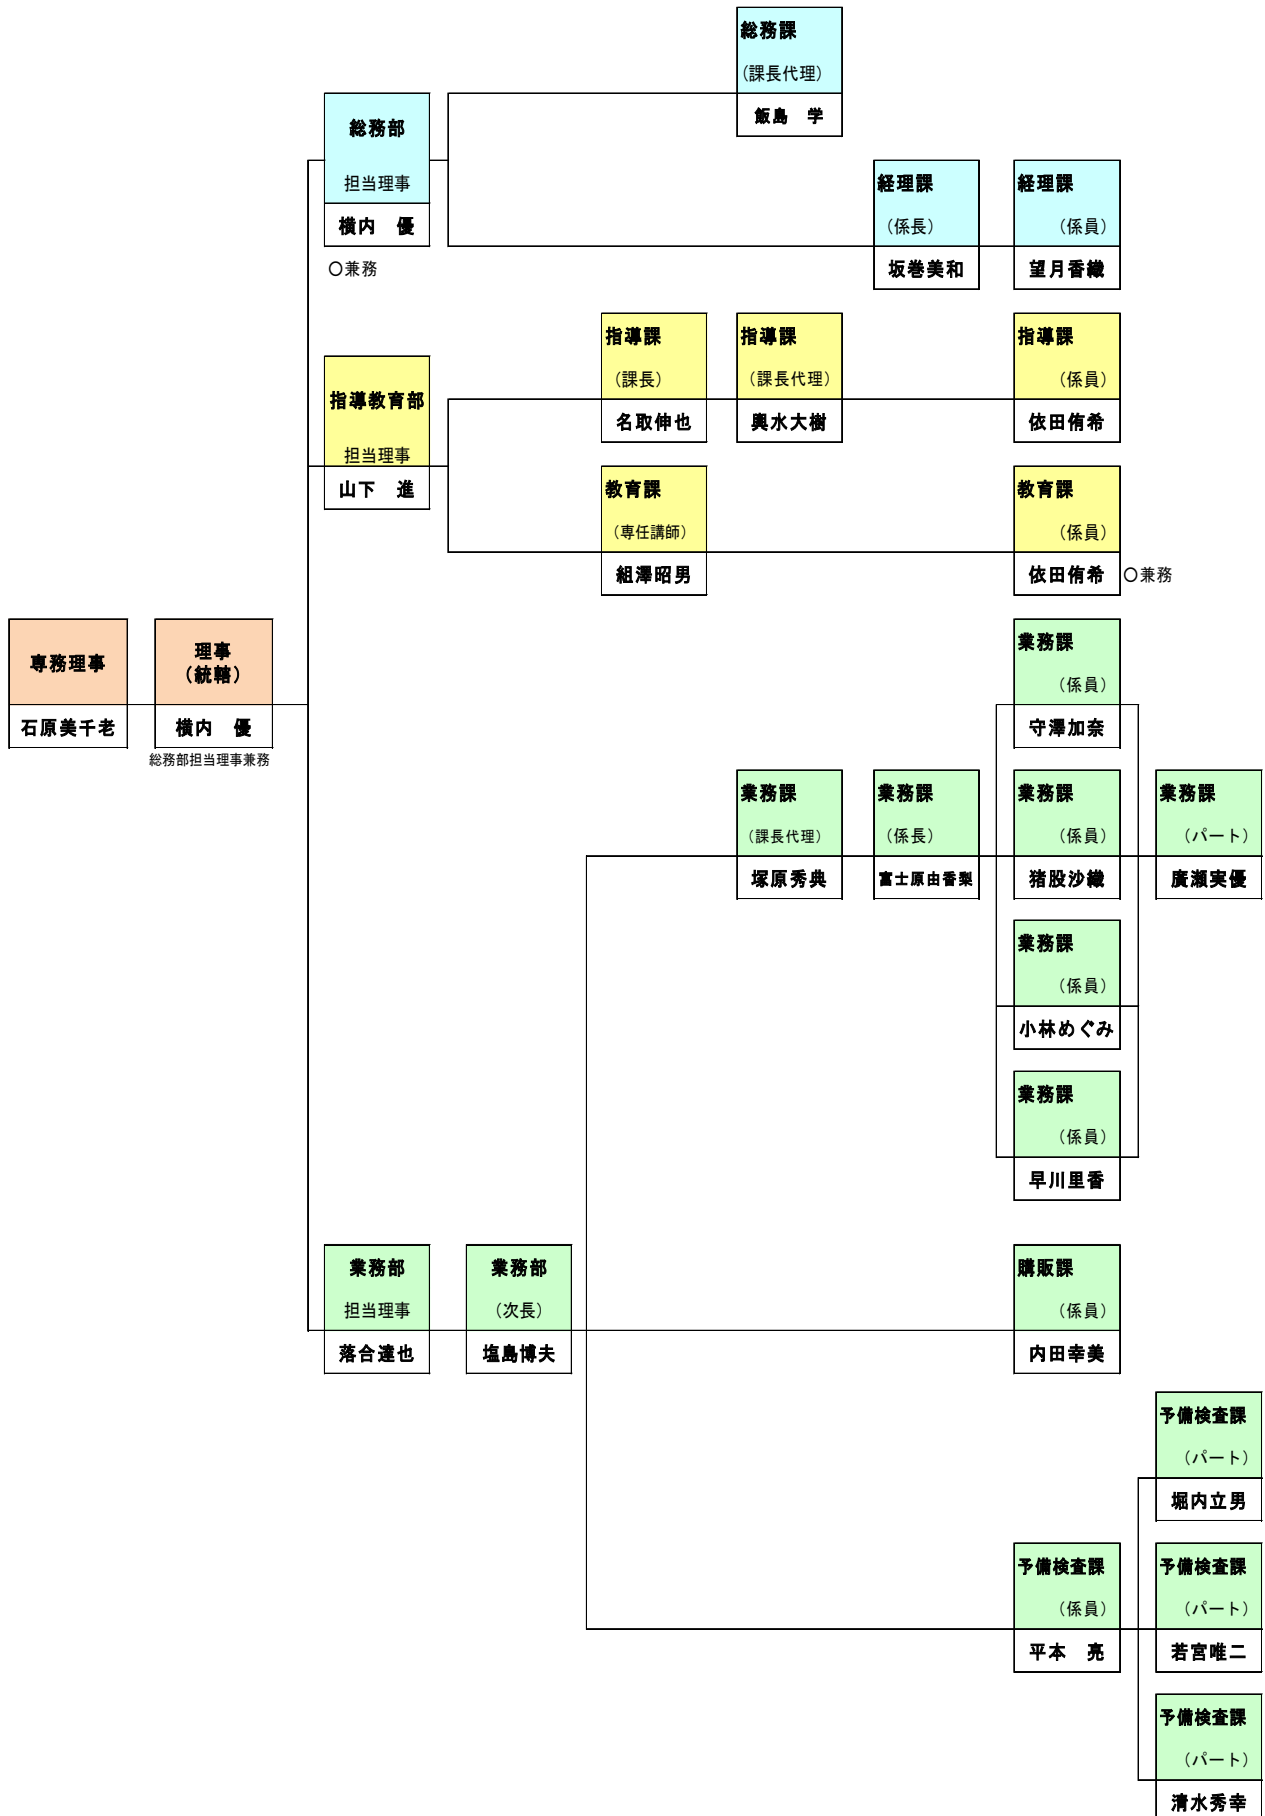 総務課
（課長代理）
飯島　学
総務部
担当理事
横内　優
〇兼務
経理課
（係長）
坂巻美和
経理課
（係員）
望月香織
指導教育部
担当理事
山下　進
指導課
（課長）
名取伸也
指導課
（課長代理）
輿水大樹
指導課
（係員）
依田侑希
教育課
（専任講師）
組澤昭男
教育課
（係員）
依田侑希
〇兼務
専務理事
石原美千老
理事
（統轄）
横内　優
総務部担当理事兼務
業務課
（係員）
守澤加奈
業務課
（課長代理）
塚原秀典
業務課
（係長）
富士原由香梨
業務課
（係員）
猪股沙織
業務課
（パート）
廣瀬実優
業務課
（係員）
小林めぐみ
業務課
（係員）
早川里香
業務部
担当理事
落合達也
業務部
（次長）
塩島博夫
購販課
（係員）
内田幸美
予備検査課
（パート）
堀内立男
予備検査課
（係員）
平本　亮
予備検査課
（パート）
若宮唯二
予備検査課
（パート）
清水秀幸